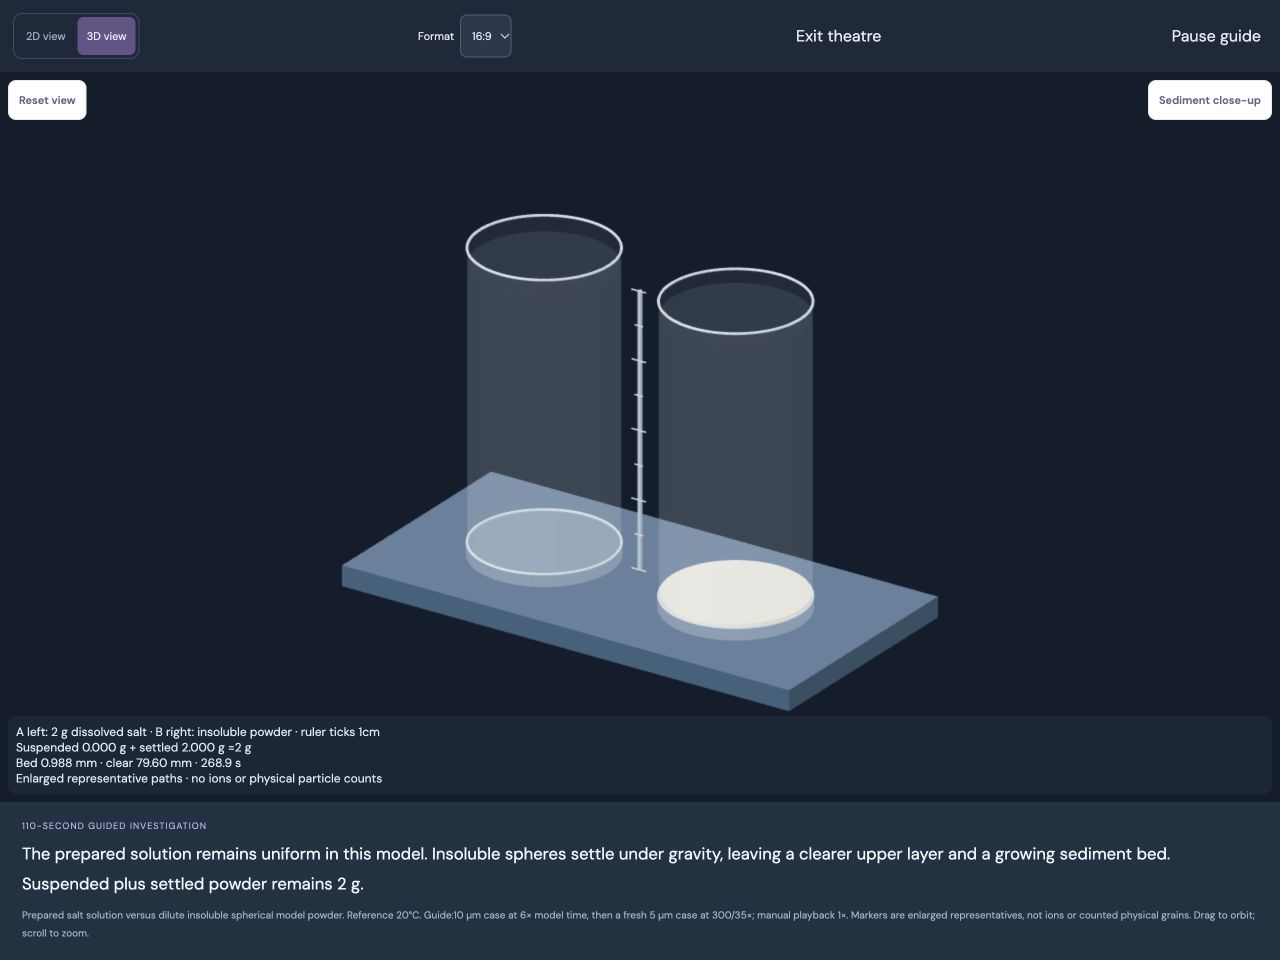 2D view
3D view
Format
16:9
Exit theatre
Pause guide
Reset view
Sediment close-up
A left: 2 g dissolved salt · B right: insoluble powder · ruler ticks 1cm
Suspended 0.000 g + settled 2.000 g =2 g
Bed 0.988 mm · clear 79.60 mm · 268.9 s
Enlarged representative paths · no ions or physical particle counts
110-SECOND GUIDED INVESTIGATION
The prepared solution remains uniform in this model. Insoluble spheres settle under gravity, leaving a clearer upper layer and a growing sediment bed.
Suspended plus settled powder remains 2 g.
Prepared salt solution versus dilute insoluble spherical model powder. Reference 20°C. Guide:10 µm case at 6× model time, then a fresh 5 µm case at 300/35×; manual playback 1×. Markers are enlarged representatives, not ions or counted physical grains. Drag to orbit;
scroll to zoom.